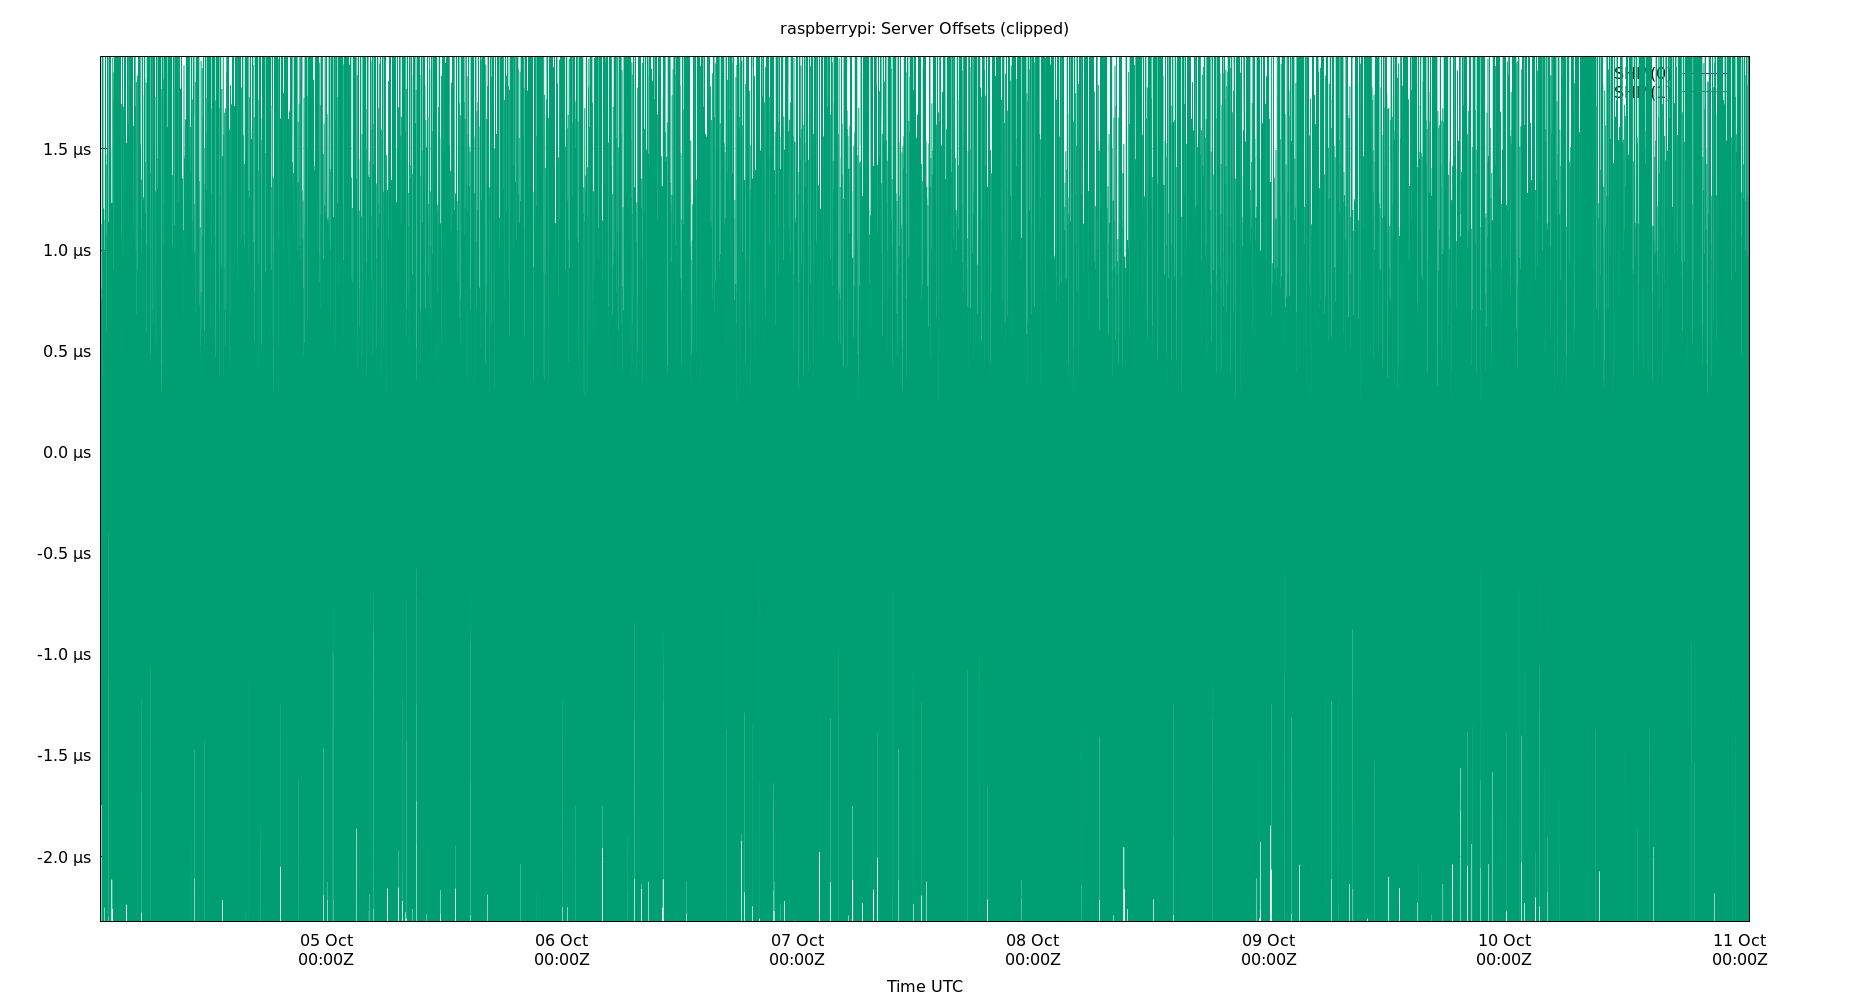 raspberrypi: Server Offsets (clipped)
1.5 µs
1.0 µs
0.5 µs
0.0 µs
-0.5 µs
-1.0 µs
-1.5 µs
-2.0 µs
05 Oct
00:00Z
06 Oct
00:00Z
07 Oct
00:00Z
08 Oct
00:00Z
09 Oct
00:00Z
10 Oct
00:00Z
11 Oct
00:00Z
Time UTC